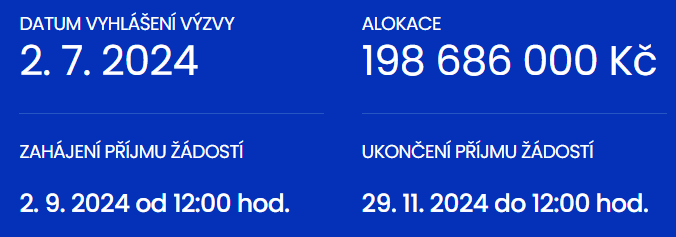 DATUM VYHLÁŠENÍ VÝZVY
2. 7. 2024
ALOKACE
198 686 000 Kč
ZAHÁJENÍ PŘÍJMU ŽÁDOSTÍ
2. 9. 2024 od 12:00 hod.
UKONČENÍ PŘÍJMU ŽÁDOSTÍ
29. 11. 2024 do 12:00 hod.